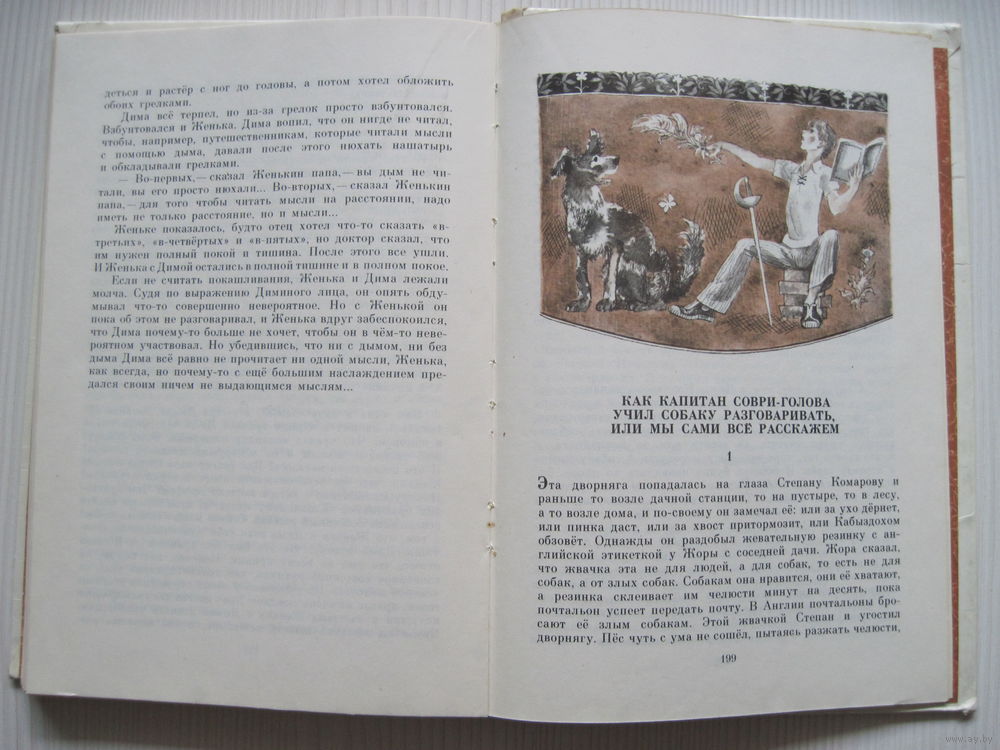 деться и растёр с ног до головы, а потом хотел обложить
обоих грелками.
Дима всё терпел, но из-за грелок просто взбунтовался.
Взбунтовался и Женька. Дима вопил, что он нигде не читал,
чтобы, например, путешественникам, которые читали мысли
с помощью дыма, давали после этого нюхать нашатырь
и обкладывали грелками.
— Во-первых, — сказал Женькин папа, — вы дым не чи-
тали, вы его просто нюхали... Во-вторых, — сказал Женькин
папа, — для того чтобы читать мысли на расстоянии, надо
иметь не только расстояние, но и мысли...
Женьке показалось, будто отец хотел что-то сказать «в-
третьих», «в-четвёртых» и «в-пятых», но доктор сказал, что
им нужен полный покой и тишина. После этого все ушли.
И Женька с Димой остались в полной тишине и в полном покое.
Если не считать покашливания, Женька и Дима лежали
молча. Судя по выражению Диминого лица, он опять обду-
мывал что-то совершенно невероятное. Но с Женькой он
пока об этом не разговаривал, и Женька вдруг забеспокоился,
что Дима почему-то больше не хочет, чтобы он в чём-то неве-
роятном участвовал. Но убедившись, что ни с дымом, ни без
дыма Дима всё равно не прочитает ни одной мысли, Женька,
как всегда, но почему-то с ещё большим наслаждением пре-
дался своим ничем не выдающимся мыслям...
КАК КАПИТАН СОВРИ-ГОЛОВА
УЧИЛ СОБАКУ РАЗГОВАРИВАТЬ,
ИЛИ МЫ САМИ ВСЁ РАССКАЖЕМ
1
Эта дворняга попадалась на глаза Степану Комарову и
раньше то возле дачной станции, то на пустыре, то в лесу,
а то возле дома, и по-своему он замечал её: или за ухо дёрнет,
или пинка даст, или за хвост притормозит, или Кабыздохом
обзовёт. Однажды он раздобыл жевательную резинку с ан-
глийской этикеткой у Жоры с соседней дачи. Жора сказал,
что жвачка эта не для людей, а для собак, то есть не для
собак, а от злых собак. Собакам она нравится, они её хватают,
а резинка склеивает им челюсти минут на десять, пока
почтальон успеет передать почту. В Англии почтальоны бро-
сают её злым собакам. Этой жвачкой Степан и угостил
дворнягу. Пёс чуть с ума не сошёл, пытаясь разжать челюсти,
199
www.ay.by